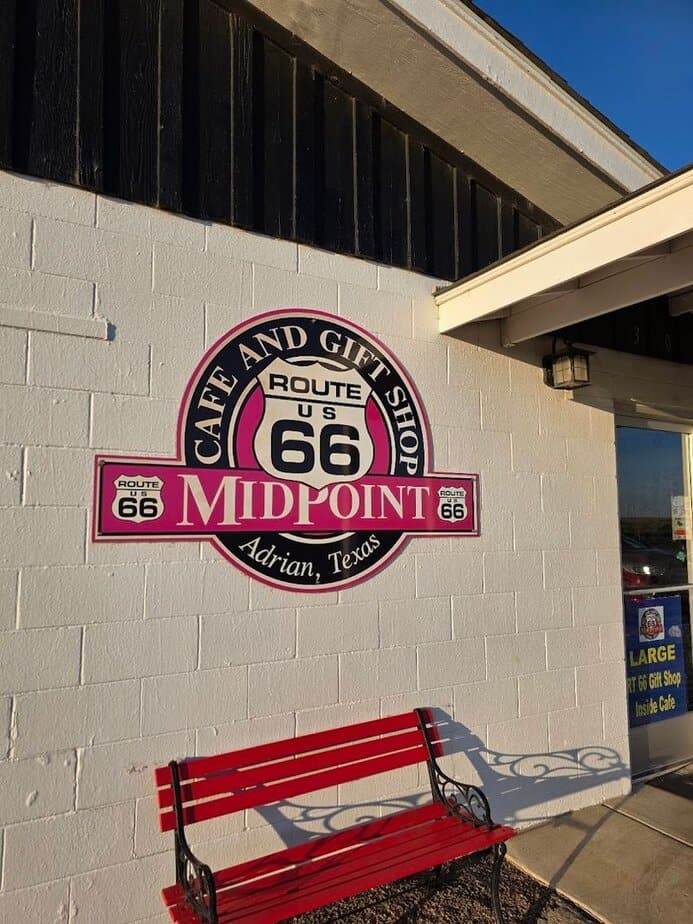 CAFE AND GIFT SHOP
ROUTE
US
66
ROUTE
US
66
MIDPOINT
ROUTE
US
66
Adrian, Texas
LARGE
RT 66 Gift Shop
Inside Cafe